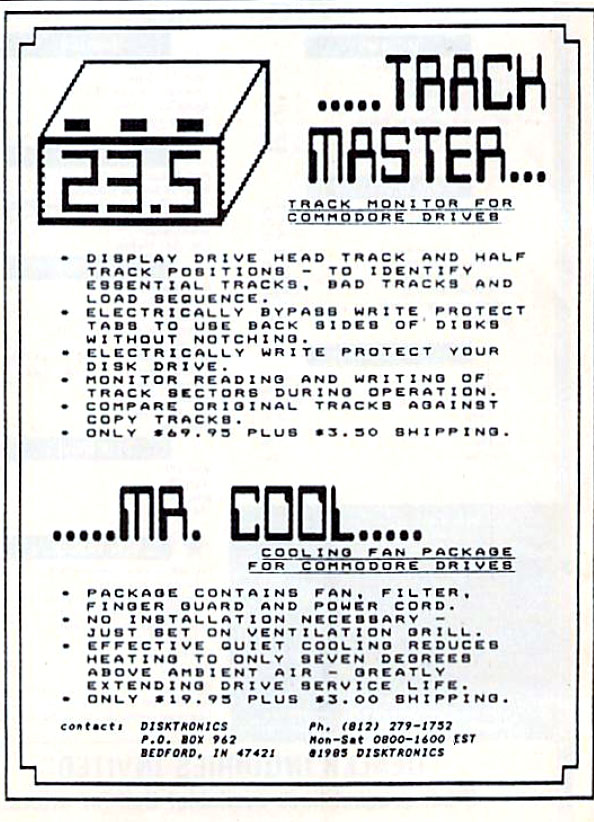 .....TRACK
MASTER...
23.5
TRACK MONITOR FOR
COMMODORE DRIVES
• DISPLAY DRIVE HEAD TRACK AND HALF
TRACK POSITIONS - TO IDENTIFY
ESSENTIAL TRACKS, BAD TRACKS AND
LOAD SEQUENCE.
• ELECTRICALLY BYPASS WRITE PROTECT
TABS TO USE BACK SIDES OF DISKS
WITHOUT NOTCHING.
• ELECTRICALLY WRITE PROTECT YOUR
DISK DRIVE.
• MONITOR READING AND WRITING OF
TRACK SECTORS DURING OPERATION.
• COMPARE ORIGINAL TRACKS AGAINST
COPY TRACKS.
• ONLY $69.95 PLUS $3.50 SHIPPING.
.....MR. COOL.....
COOLING FAN PACKAGE
FOR COMMODORE DRIVES
• PACKAGE CONTAINS FAN, FILTER,
FINGER GUARD AND POWER CORD.
• NO INSTALLATION NECESSARY -
JUST SET ON VENTILATION GRILL.
• EFFECTIVE QUIET COOLING REDUCES
HEATING TO ONLY SEVEN DEGREES
ABOVE AMBIENT AIR - GREATLY
EXTENDING DRIVE SERVICE LIFE.
• ONLY $19.95 PLUS $3.00 SHIPPING.
contact: DISKTRONICS
P.O. BOX 962
BEDFORD, IN 47421
Ph. (812) 279-1752
Mon-Sat 0800-1600 EST
©1985 DISKTRONICS